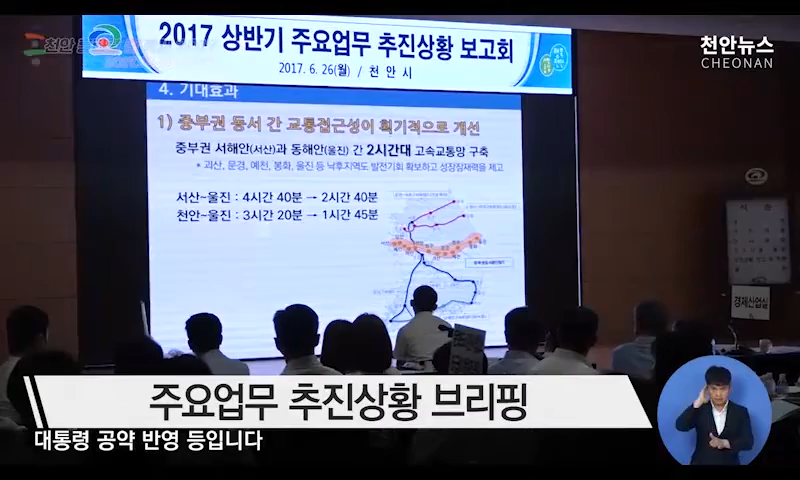 2017 상반기 주요업무 추진상황 보고회
2017. 6. 26(월) / 천 안 시
천안뉴스
CHEONAN
4. 기대효과
1) 중부권 동서 간 교통접근성이 획기적으로 개선
중부권 서해안(서산)과 동해안(울진) 간 2시간대 고속교통망 구축
* 괴산, 문경, 예천, 봉화, 울진 등 낙후지역도 발전기회 확보하고 성장잠재력을 제고
서산~울진 : 4시간 40분 → 2시간 40분
천안~울진 : 3시간 20분 → 1시간 45분
경제산업실
주요업무 추진상황 브리핑
대통령 공약 반영 등입니다